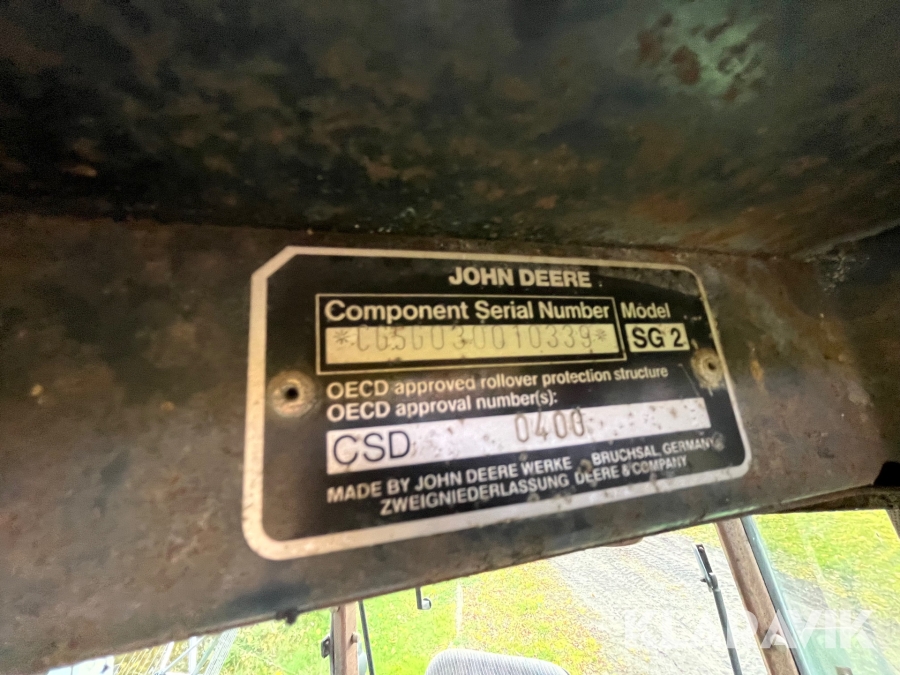 JOHN DEERE
Component Serial Number Model
*CG5G030010339* SG 2
OECD approved rollover protection structure
OECD approval number(s):
CSD 0400
MADE BY JOHN DEERE WERKE BRUCHSAL, GERMANY
ZWEIGNIEDERLASSUNG DEERE & COMPANY
KLARAVIK